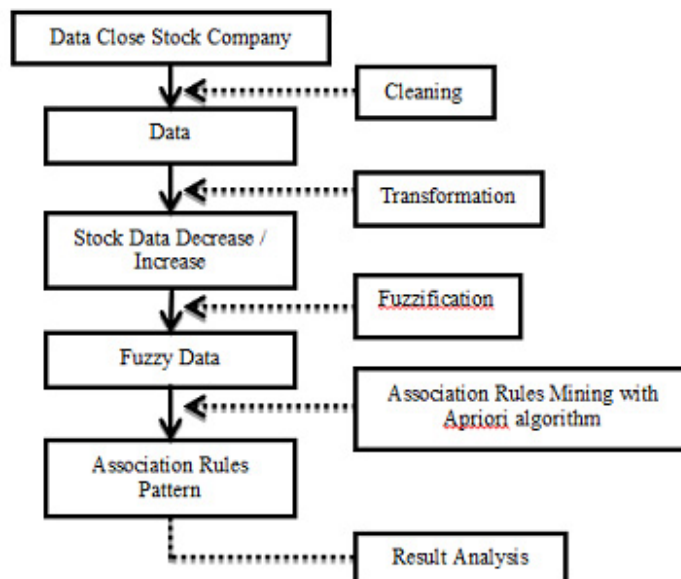 Data Close Stock Company
Cleaning
Data
Transformation
Stock Data Decrease /
Increase
Fuzzification
Fuzzy Data
Association Rules Mining with
Apriori algorithm
Association Rules
Pattern
Result Analysis